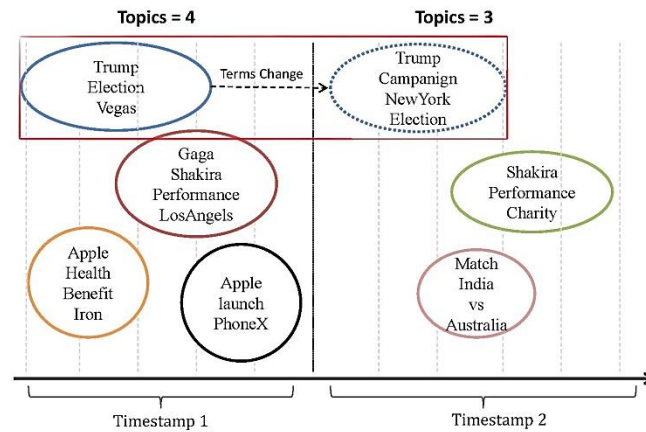 Topics = 4
Topics = 3
Trump
Election
Vegas
Terms Change
Trump
Campaign
NewYork
Election
Gaga
Shakira
Performance
LosAngels
Shakira
Performance
Charity
Apple
Health
Benefit
Iron
Apple
launch
PhoneX
Match
India
vs
Australia
Timestamp 1
Timestamp 2